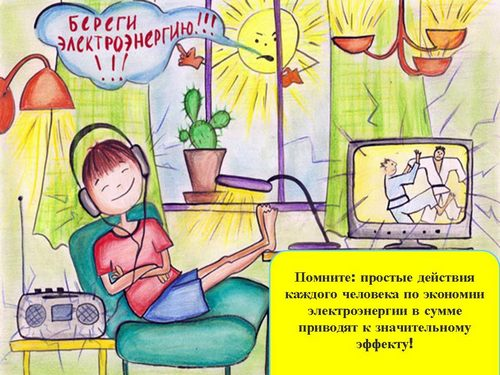 БЕРЕГИ
ЭЛЕКТРОЭНЕРГИЮ!!!
!!!
Помните: простые действия
каждого человека по экономии
электроэнергии в сумме
приводят к значительному
эффекту!